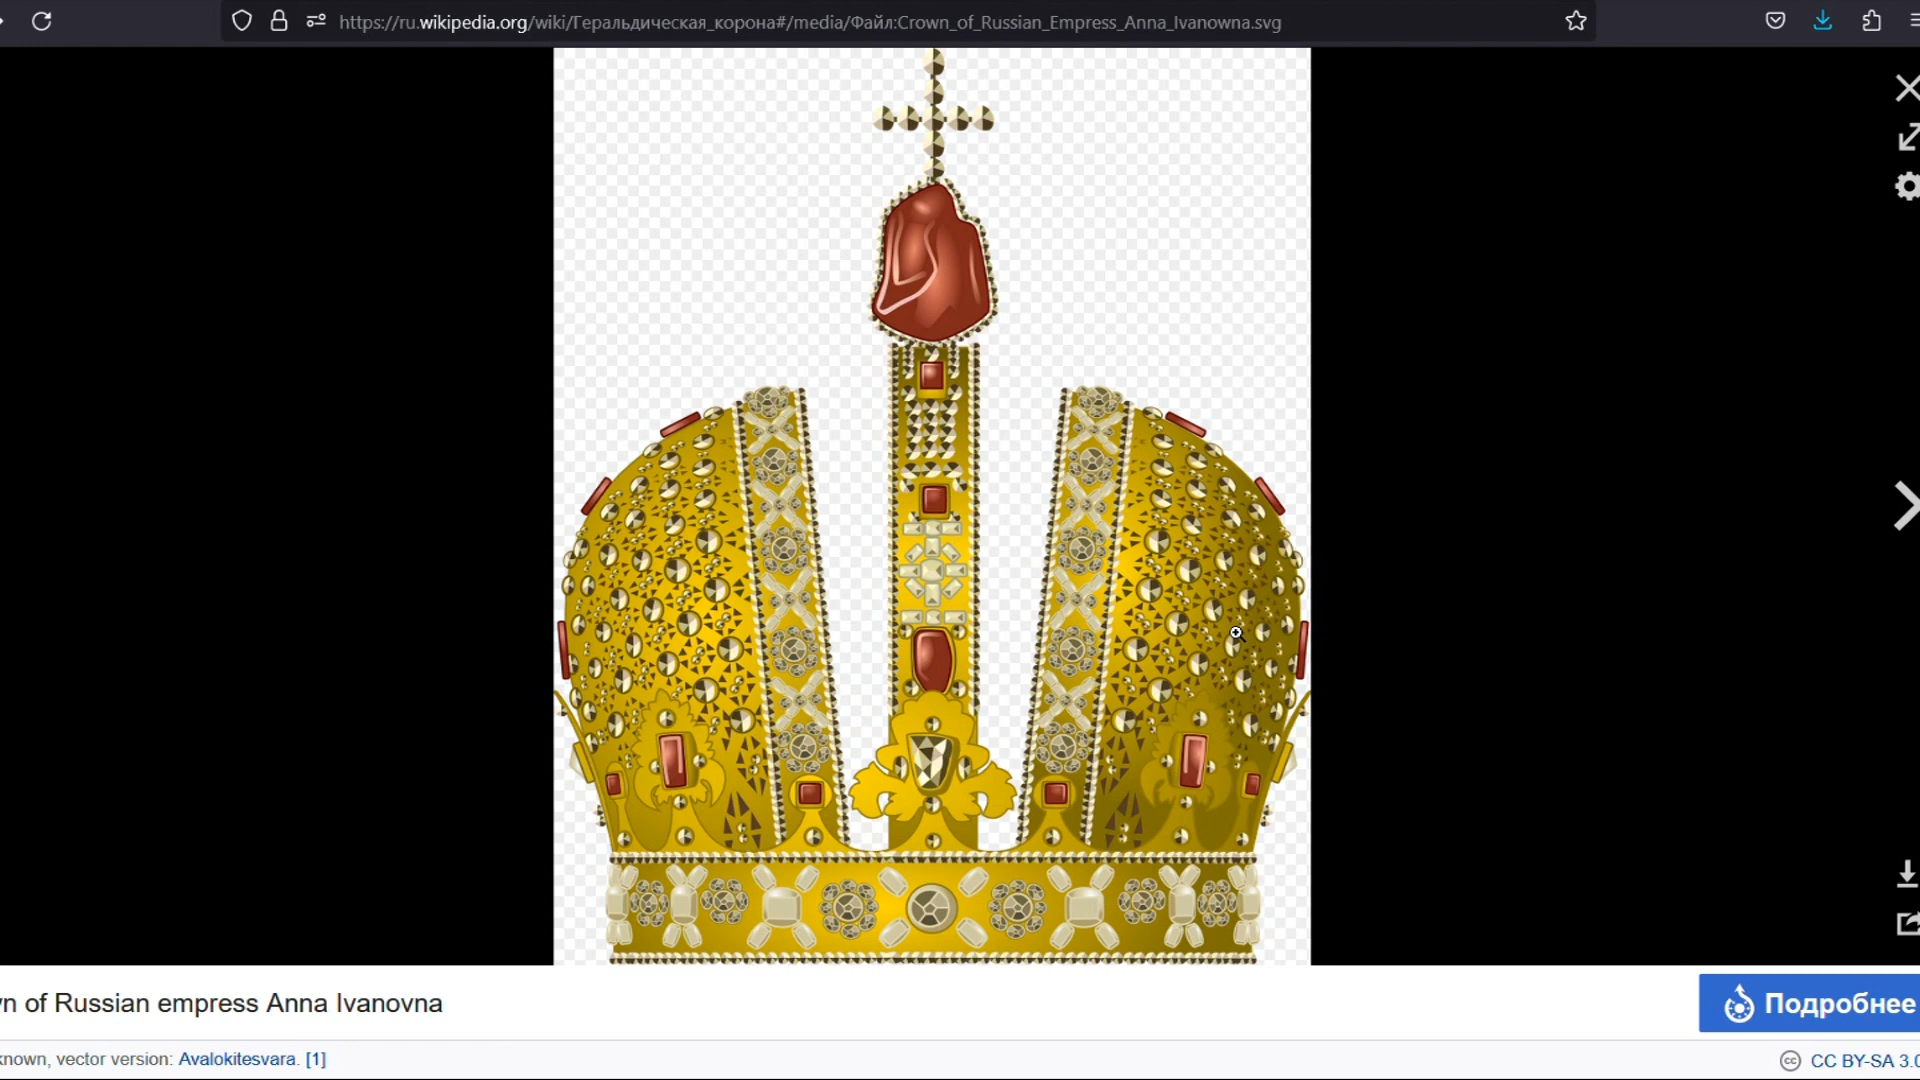 https://ru.wikipedia.org/wiki/Геральдическая_корона#/media/Файл:Crown_of_Russian_Empress_Anna_Ivanowna.svg
of Russian empress Anna Ivanovna
Подробнее
vector version: Avalokitesvara. [1]
CC BY-SA 3.0